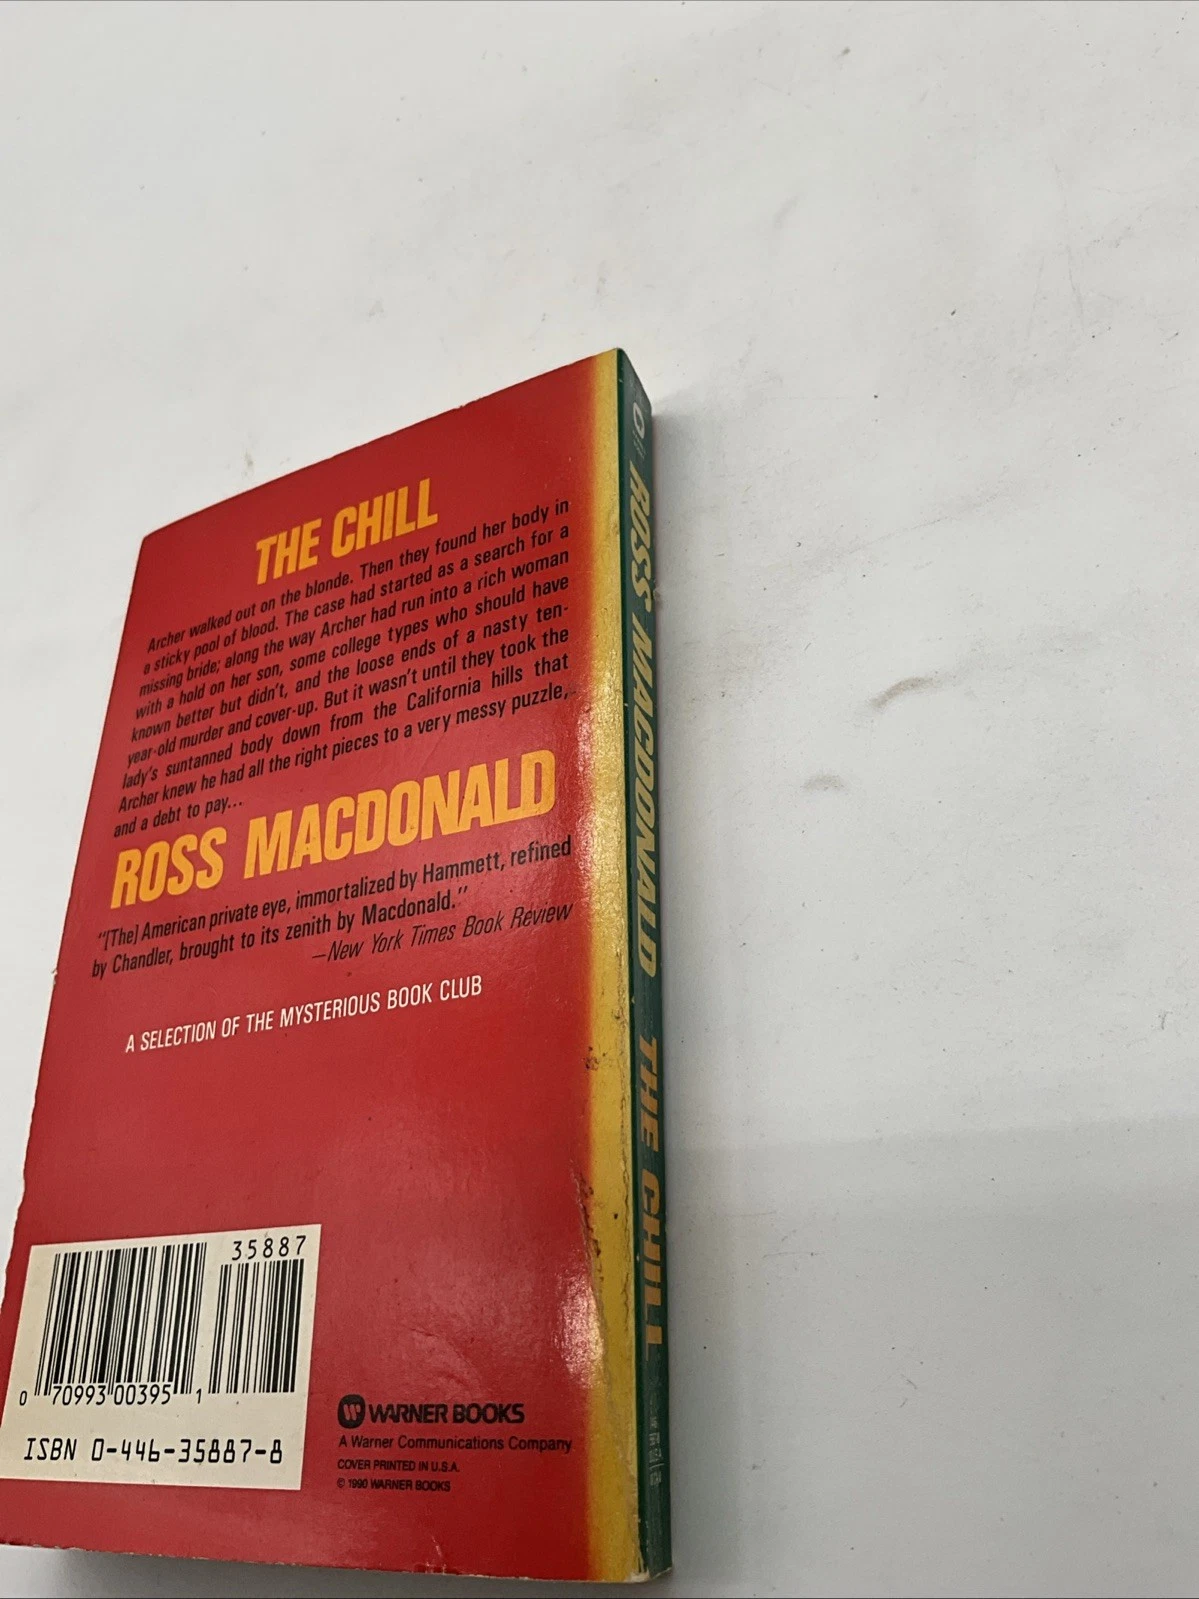 THE CHILL
Archer walked out on the blonde. Then they found her body in
a sticky pool of blood. The case had started as a search for a
missing bride; along the way Archer had run into a rich woman
with a hold on her son, some college types who should have
known better but didn't, and the loose ends of a nasty ten-
year-old murder and cover-up. But it wasn't until they took the
lady's suntanned body down from the California hills that
Archer knew he had all the right pieces to a very messy puzzle,
and a debt to pay...
ROSS MACDONALD
"[The] American private eye, immortalized by Hammett, refined
by Chandler, brought to its zenith by Macdonald."
—New York Times Book Review
A SELECTION OF THE MYSTERIOUS BOOK CLUB
35887
0 70993 00395 1
ISBN 0-446-35887-8
WARNER BOOKS
A Warner Communications Company
COVER PRINTED IN U.S.A.
© 1990 WARNER BOOKS
ROSS MACDONALD THE CHILL